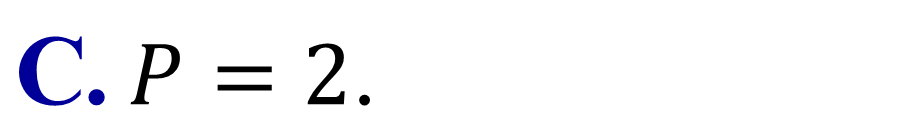 C. P = 2.